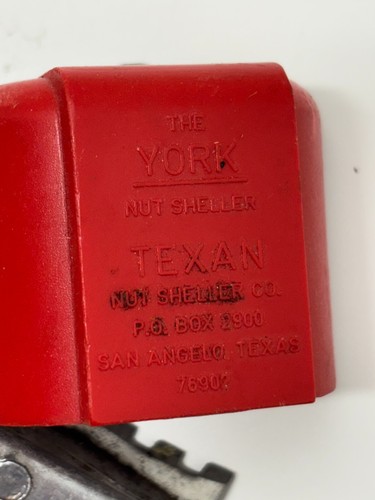 THE
YORK
NUT SHELLER
TEXAN
NUT SHELLER CO.
P.O. BOX 2900
SAN ANGELO, TEXAS
76902